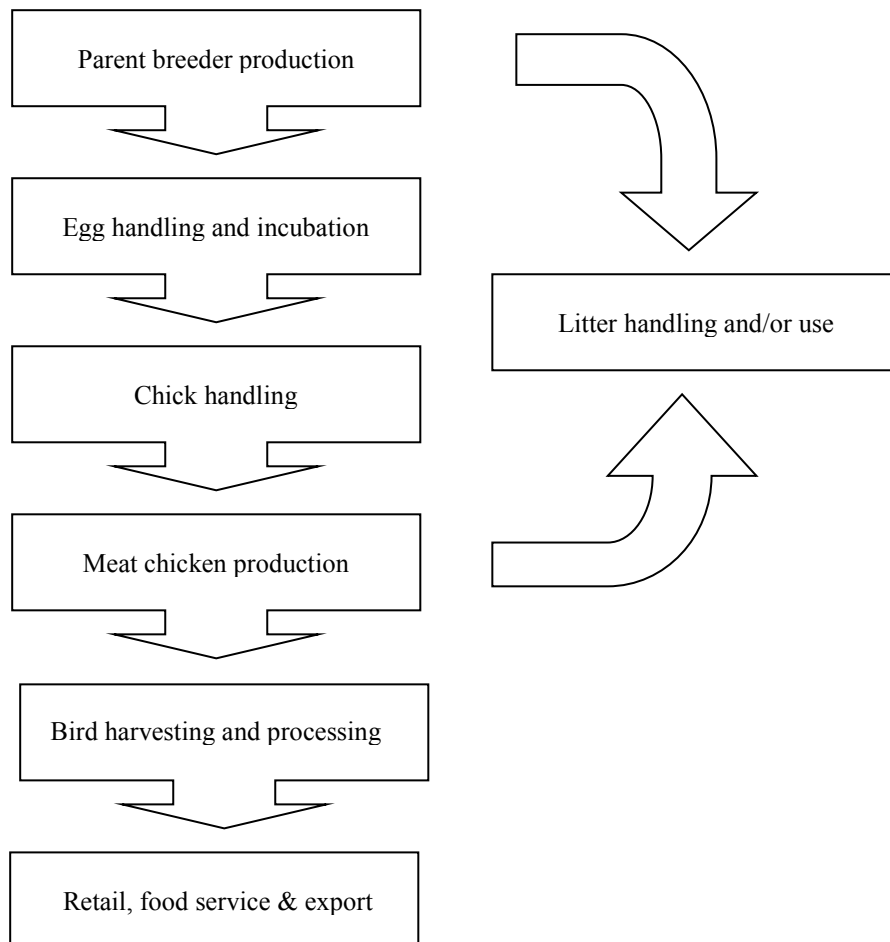 Parent breeder production
Egg handling and incubation
Litter handling and/or use
Chick handling
Meat chicken production
Bird harvesting and processing
Retail, food service & export